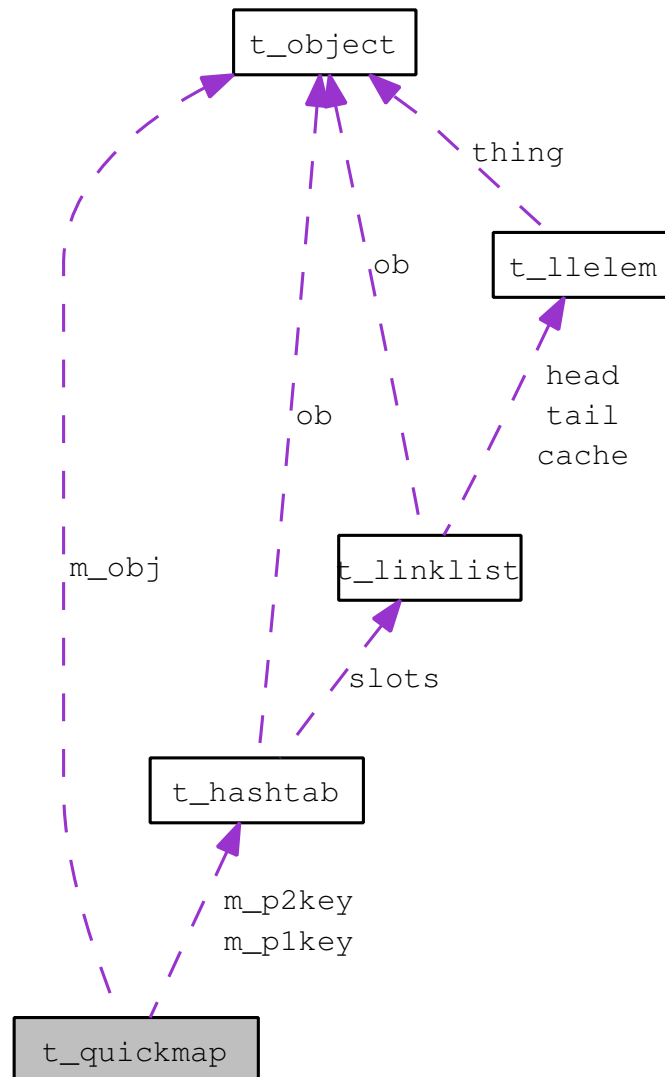 t_object
thing
ob
t_llelem
head
tail
cache
ob
t_linklist
m_obj
slots
t_hashtab
m_p2key
m_p1key
t_quickmap